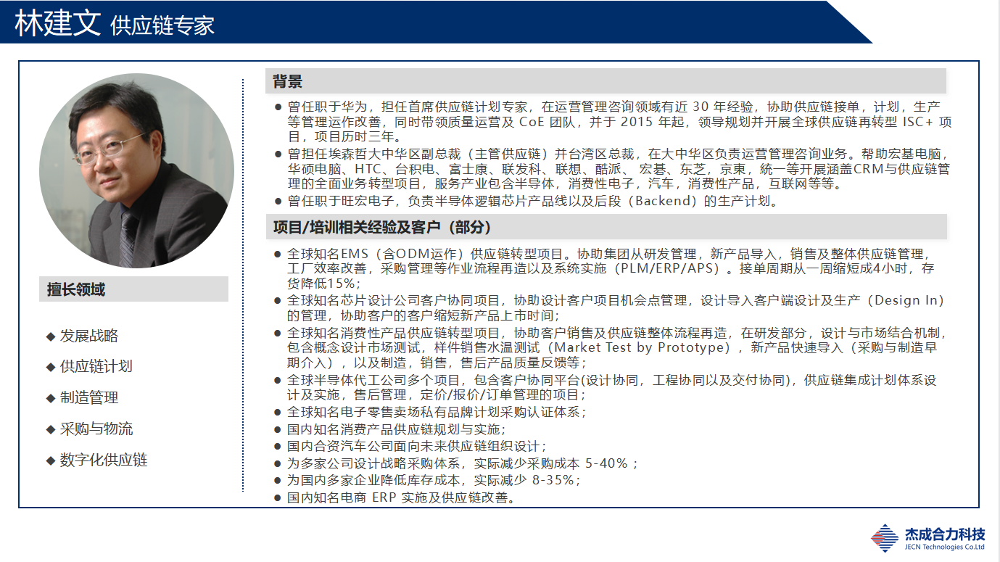 林建文 供应链专家
背景
● 曾任职于华为，担任首席供应链计划专家，在运营管理咨询领域有近 30 年经验，协助供应链接单，计划，生产
等管理运作改善，同时带领质量运营及 CoE 团队，并于 2015 年起，领导规划并开展全球供应链再转型 ISC+ 项
目，项目历时三年。
● 曾担任埃森哲大中华区副总裁（主管供应链）并台湾区总裁，在大中华区负责运营管理咨询业务。帮助宏基电脑，
华硕电脑、HTC、台积电、富士康、联发科、联想、酷派、 宏碁、东芝，京東，統一等开展涵盖CRM与供应链管
理的全面业务转型项目，服务产业包含半导体，消费性电子，汽车，消费性产品，互联网等等。
● 曾任职于旺宏电子，负责半导体逻辑芯片产品线以及后段（Backend）的生产计划。
项目/培训相关经验及客户（部分）
● 全球知名EMS（含ODM运作）供应链转型项目。协助集团从研发管理，新产品导入，销售及整体供应链管理，
工厂效率改善，采购管理等作业流程再造以及系统实施（PLM/ERP/APS）。接单周期从一周缩短成4小时，存
货降低15%；
● 全球知名芯片设计公司客户协同项目，协助设计客户项目机会点管理，设计导入客户端设计及生产（Design In）
的管理，协助客户的客户缩短新产品上市时间；
● 全球知名消费性产品供应链转型项目，协助客户销售及供应链整体流程再造，在研发部分，设计与市场结合机制，
包含概念设计市场测试，样件销售水温测试（Market Test by Prototype），新产品快速导入（采购与制造早
期介入），以及制造，销售，售后产品质量反馈等；
● 全球半导体代工公司多个项目，包含客户协同平台(设计协同，工程协同以及交付协同)，供应链集成计划体系设
计及实施，售后管理，定价/报价/订单管理的项目；
● 全球知名电子零售卖场私有品牌计划采购认证体系；
● 国内知名消费产品供应链规划与实施；
● 国内合资汽车公司面向未来供应链组织设计；
● 为多家公司设计战略采购体系，实际减少采购成本 5-40% ；
● 为国内多家企业降低库存成本，实际减少 8-35%；
● 国内知名电商 ERP 实施及供应链改善。
擅长领域
◆ 发展战略
◆ 供应链计划
◆ 制造管理
◆ 采购与物流
◆ 数字化供应链
杰成合力科技
JECN Technologies Co.Ltd